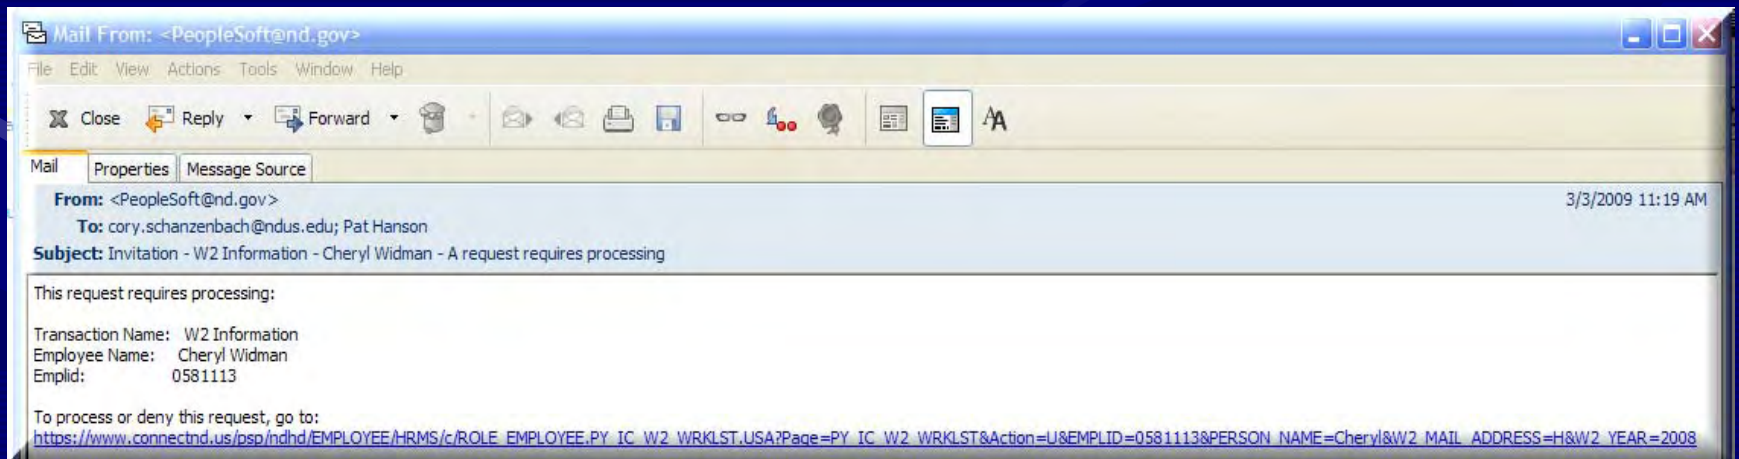 Mail From: <PeopleSoft@nd.gov>
File Edit View Actions Tools Window Help
Close Reply Forward
Mail Properties Message Source
From: <PeopleSoft@nd.gov> 3/3/2009 11:19 AM
To: cory.schanzenbach@ndus.edu; Pat Hanson
Subject: Invitation - W2 Information - Cheryl Widman - A request requires processing
This request requires processing:
Transaction Name: W2 Information
Employee Name: Cheryl Widman
Emplid: 0581113
To process or deny this request, go to:
https://www.connectnd.us/psp/ndhd/EMPLOYEE/HRMS/c/ROLE_EMPLOYEE.PY_IC_W2_WRKLST.USA?Page=PY_IC_W2_WRKLST&Action=U&EMPLID=0581113&PERSON_NAME=Cheryl&W2_MAIL_ADDRESS=H&W2_YEAR=2008